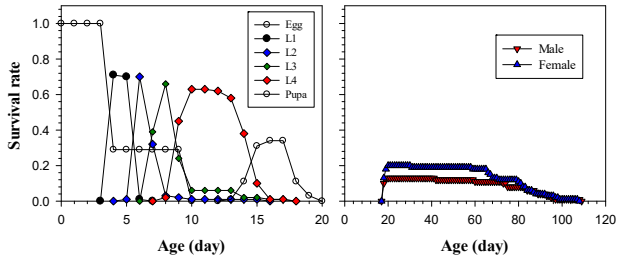 Survival rate
1.0
0.8
0.6
0.4
0.2
0.0
0 5 10 15 20
Age (day)
Egg
L1
L2
L3
L4
Pupa
0 20 40 60 80 100 120
Age (day)
Male
Female